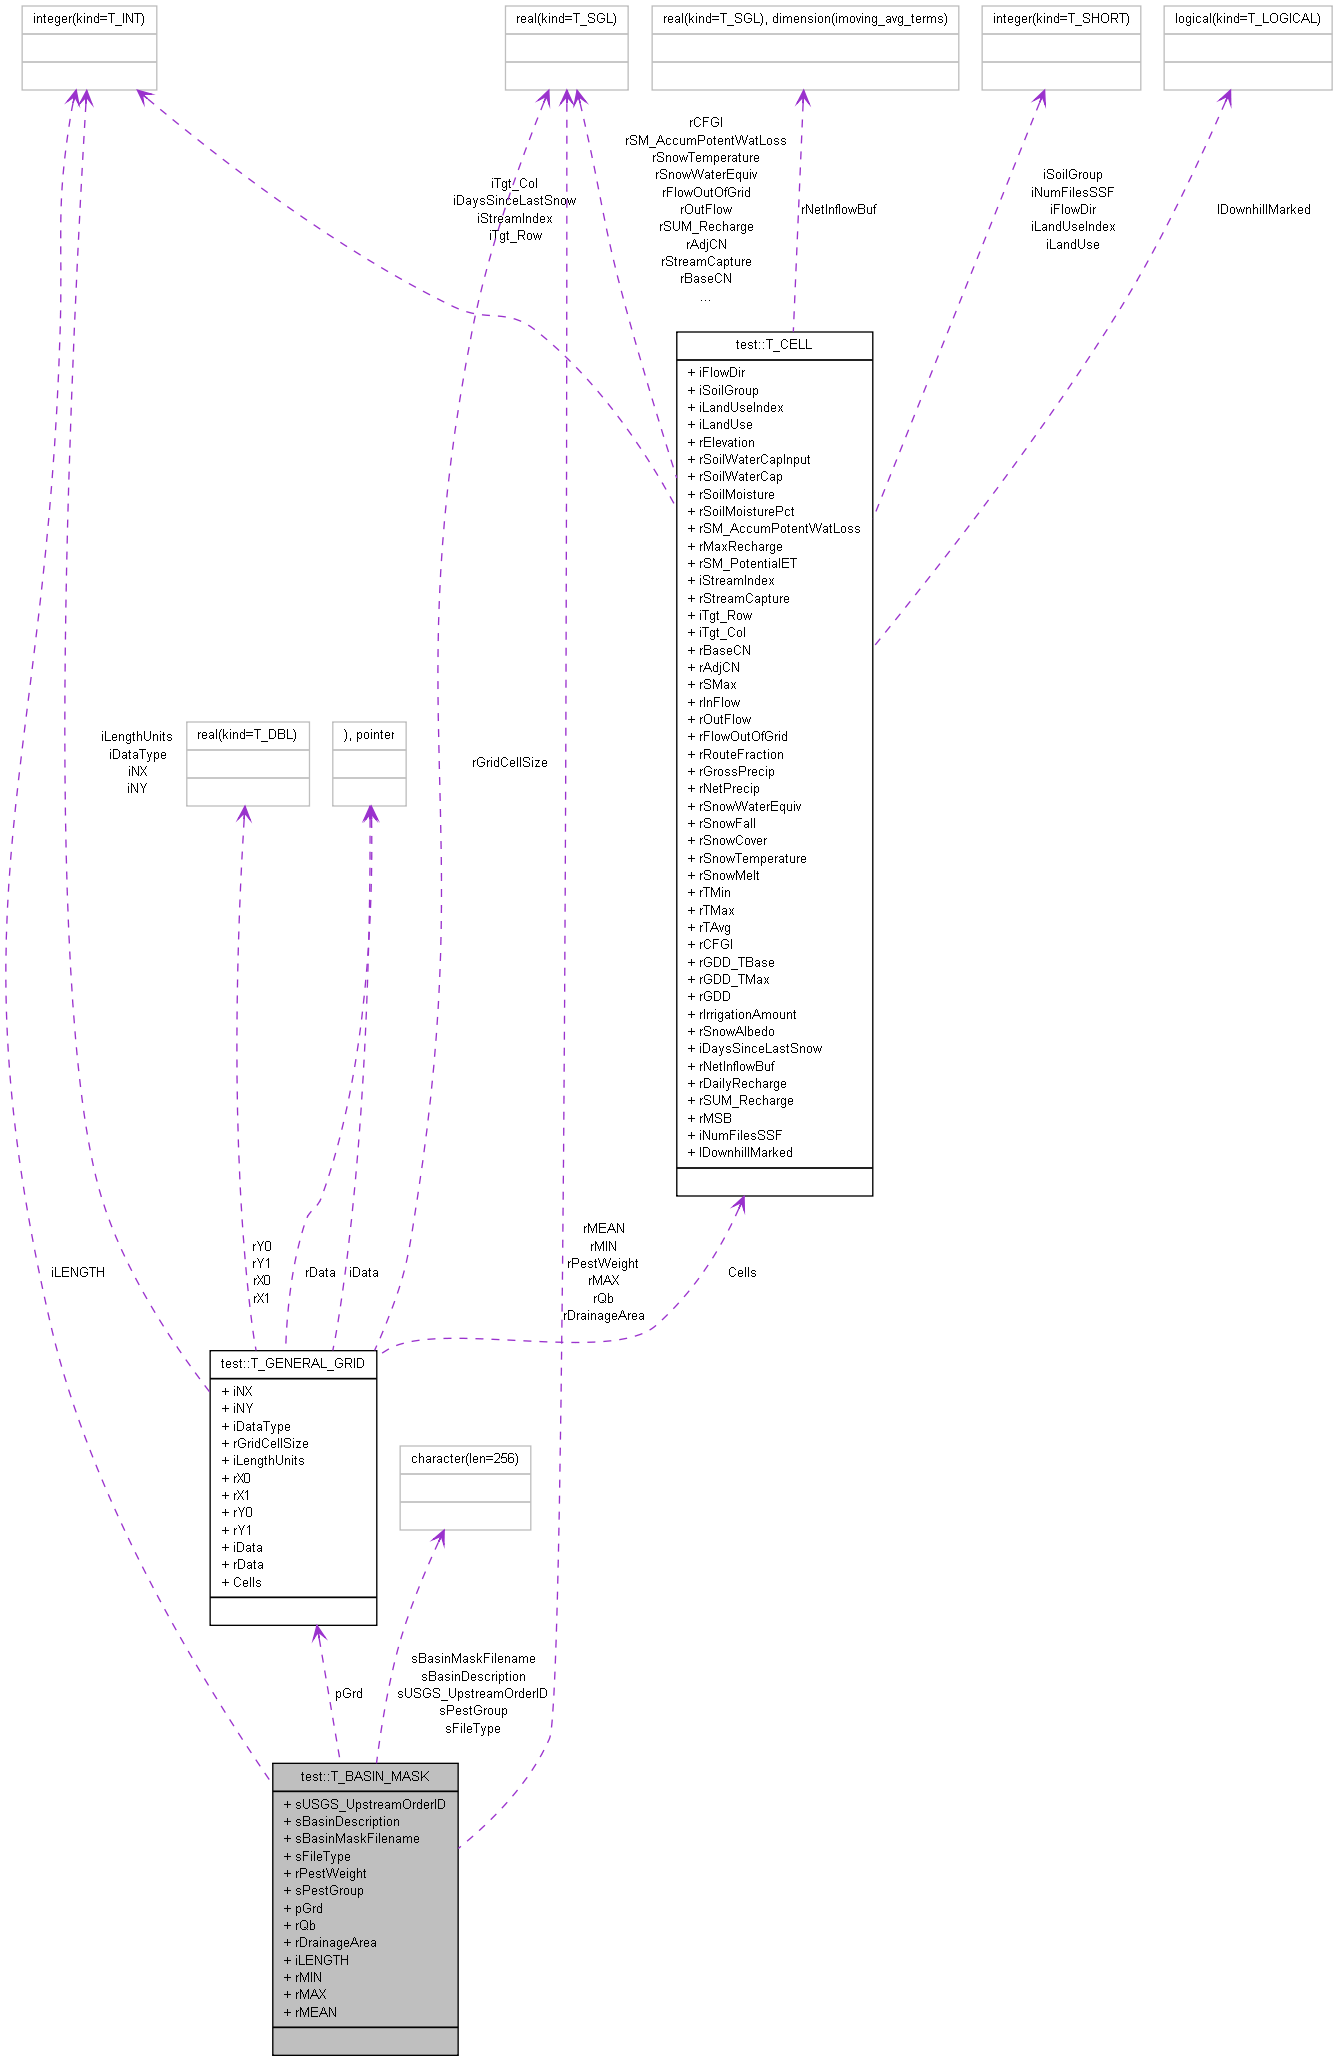 integer(kind=T_INT)
real(kind=T_SGL)
real(kind=T_SGL), dimension(imoving_avg_terms)
integer(kind=T_SHORT)
logical(kind=T_LOGICAL)
iTgt_Col
iDaysSinceLastSnow
iStreamIndex
iTgt_Row
rCFGI
rSM_AccumPotentWatLoss
rSnowTemperature
rSnowWaterEquiv
rFlowOutOfGrid
rOutFlow
rSUM_Recharge
rAdjCN
rStreamCapture
rBaseCN
...
rNetInflowBuf
iSoilGroup
iNumFilesSSF
iFlowDir
iLandUseIndex
iLandUse
lDownhillMarked
test::T_CELL
+ iFlowDir
+ iSoilGroup
+ iLandUseIndex
+ iLandUse
+ rElevation
+ rSoilWaterCapInput
+ rSoilWaterCap
+ rSoilMoisture
+ rSoilMoisturePct
+ rSM_AccumPotentWatLoss
+ rMaxRecharge
+ rSM_PotentialET
+ iStreamIndex
+ rStreamCapture
+ iTgt_Row
+ iTgt_Col
+ rBaseCN
+ rAdjCN
+ rSMax
+ rInFlow
+ rOutFlow
+ rFlowOutOfGrid
+ rRouteFraction
+ rGrossPrecip
+ rNetPrecip
+ rSnowWaterEquiv
+ rSnowFall
+ rSnowCover
+ rSnowTemperature
+ rSnowMelt
+ rTMin
+ rTMax
+ rTAvg
+ rCFGI
+ rGDD_TBase
+ rGDD_TMax
+ rGDD
+ rIrrigationAmount
+ rSnowAlbedo
+ iDaysSinceLastSnow
+ rNetInflowBuf
+ rDailyRecharge
+ rSUM_Recharge
+ rMSB
+ iNumFilesSSF
+ lDownhillMarked
iLengthUnits
iDataType
iNX
iNY
real(kind=T_DBL)
), pointer
rGridCellSize
iLENGTH
rY0
rY1
rX0
rX1
rData
iData
rMEAN
rMIN
rPestWeight
rMAX
rQb
rDrainageArea
Cells
test::T_GENERAL_GRID
+ iNX
+ iNY
+ iDataType
+ rGridCellSize
+ iLengthUnits
+ rX0
+ rX1
+ rY0
+ rY1
+ iData
+ rData
+ Cells
character(len=256)
pGrd
sBasinMaskFilename
sBasinDescription
sUSGS_UpstreamOrderID
sPestGroup
sFileType
test::T_BASIN_MASK
+ sUSGS_UpstreamOrderID
+ sBasinDescription
+ sBasinMaskFilename
+ sFileType
+ rPestWeight
+ sPestGroup
+ pGrd
+ rQb
+ rDrainageArea
+ iLENGTH
+ rMIN
+ rMAX
+ rMEAN